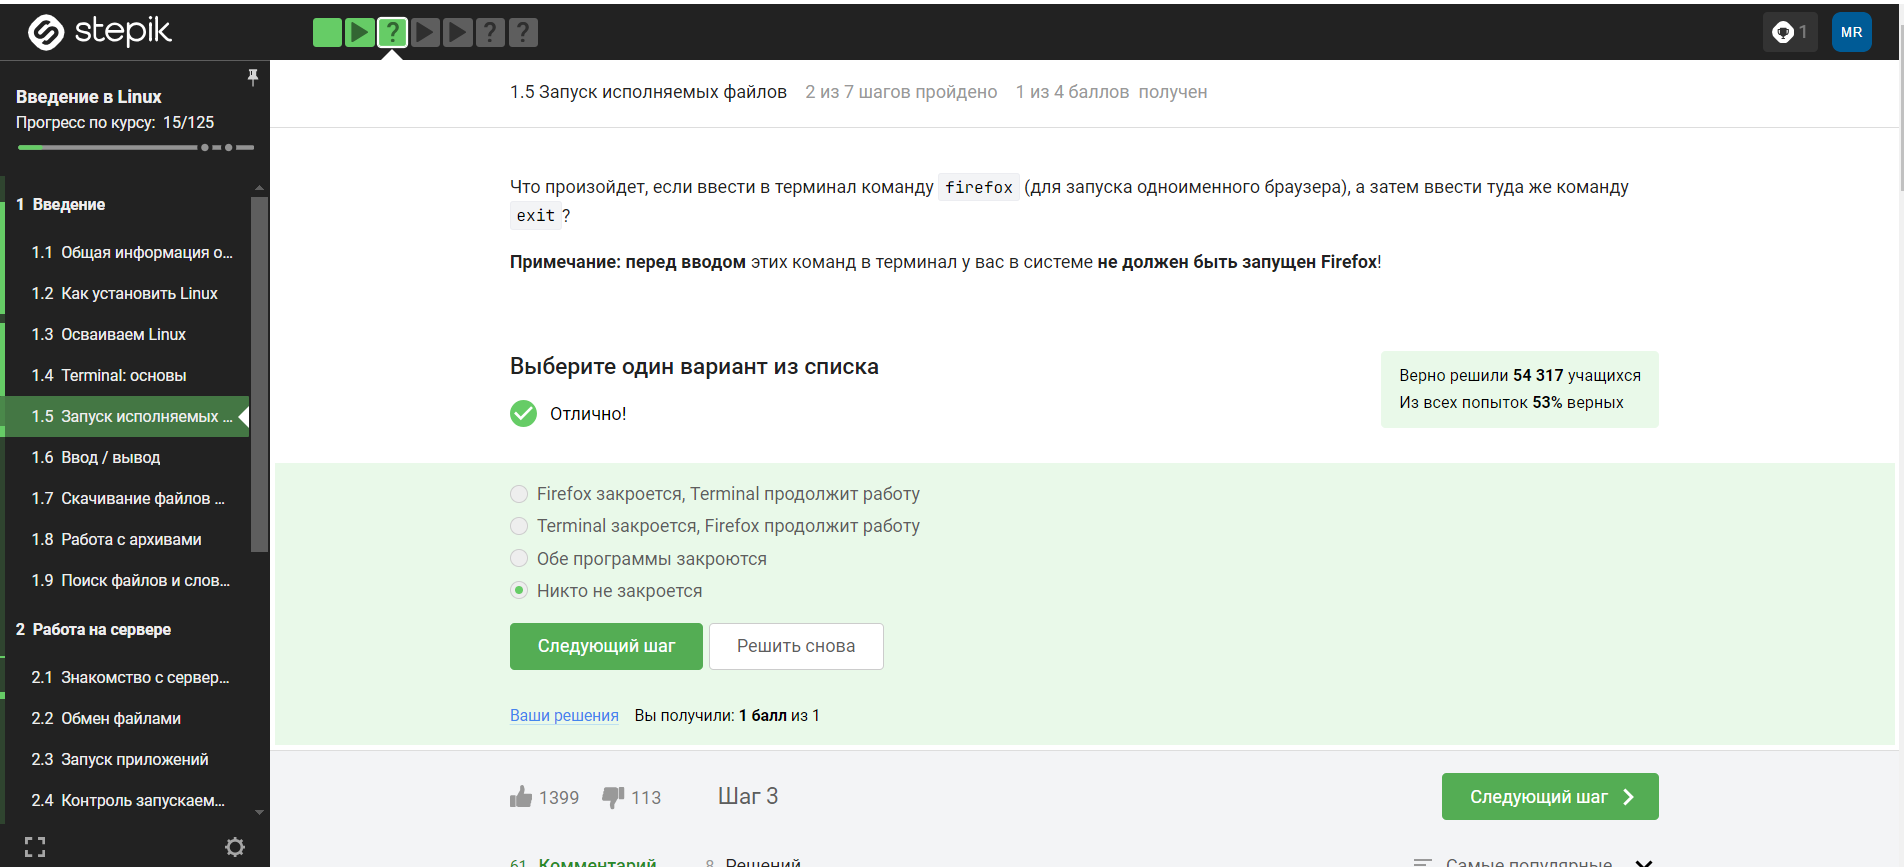 stepik
? ? ?
1
MR
Введение в Linux
Прогресс по курсу: 15/125
1 Введение
1.1 Общая информация о...
1.2 Как установить Linux
1.3 Осваиваем Linux
1.4 Terminal: основы
1.5 Запуск исполняемых ...
1.6 Ввод / вывод
1.7 Скачивание файлов ...
1.8 Работа с архивами
1.9 Поиск файлов и слов...
2 Работа на сервере
2.1 Знакомство с сервер...
2.2 Обмен файлами
2.3 Запуск приложений
2.4 Контроль запускаем...
1.5 Запуск исполняемых файлов 2 из 7 шагов пройдено 1 из 4 баллов получен
Что произойдет, если ввести в терминал команду firefox (для запуска одноименного браузера), а затем ввести туда же команду
exit ?
Примечание: перед вводом этих команд в терминал у вас в системе не должен быть запущен Firefox!
Выберите один вариант из списка
Отлично!
Верно решили 54 317 учащихся
Из всех попыток 53% верных
Firefox закроется, Terminal продолжит работу
Terminal закроется, Firefox продолжит работу
Обе программы закроются
Никто не закроется
Следующий шаг Решить снова
Ваши решения Вы получили: 1 балл из 1
1399 113 Шаг 3 Следующий шаг
61 Комментарий 8 Решений Самые популярные